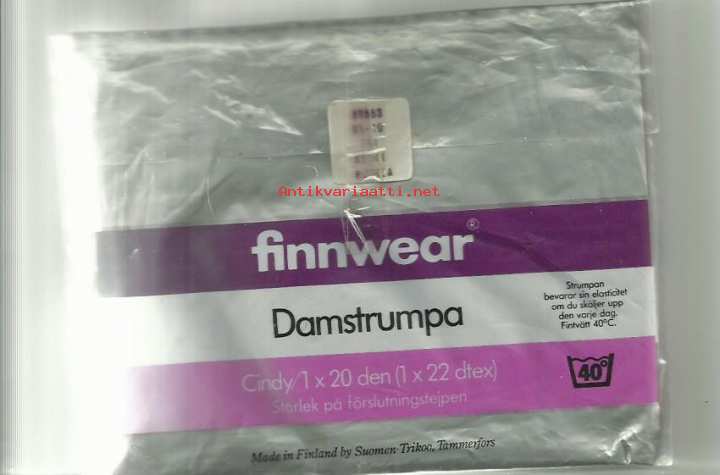 Antikvariaatti.net
finnwear®
Damstrumpa
Strumpan
bevarar sin elasticitet
om du sköljer upp
den varje dag.
Fintvätt 40°C.
Cindy/1 x 20 den (1 x 22 dtex)
40°
Storlek på förslutningstejpen
Made in Finland by Suomen Trikoo, Tammerfors